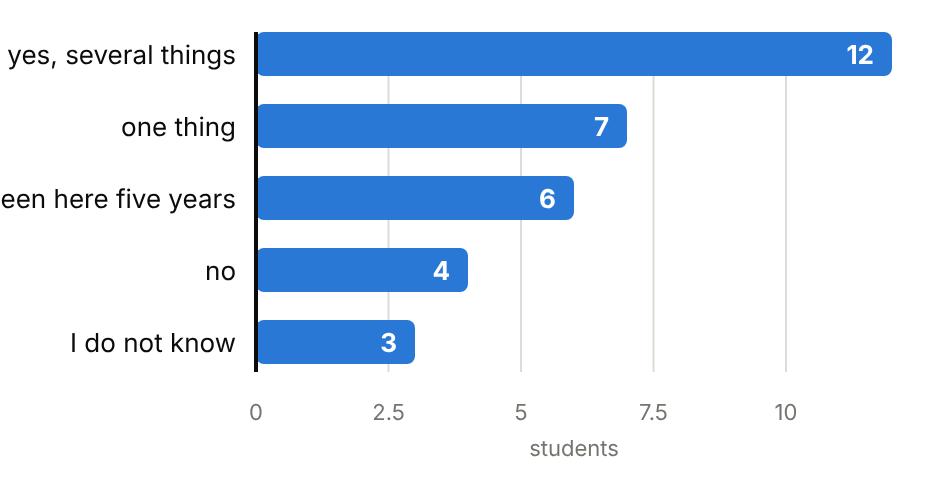 yes, several things 12
one thing 7
here five years 6
no 4
I do not know 3
0 2.5 5 7.5 10
students